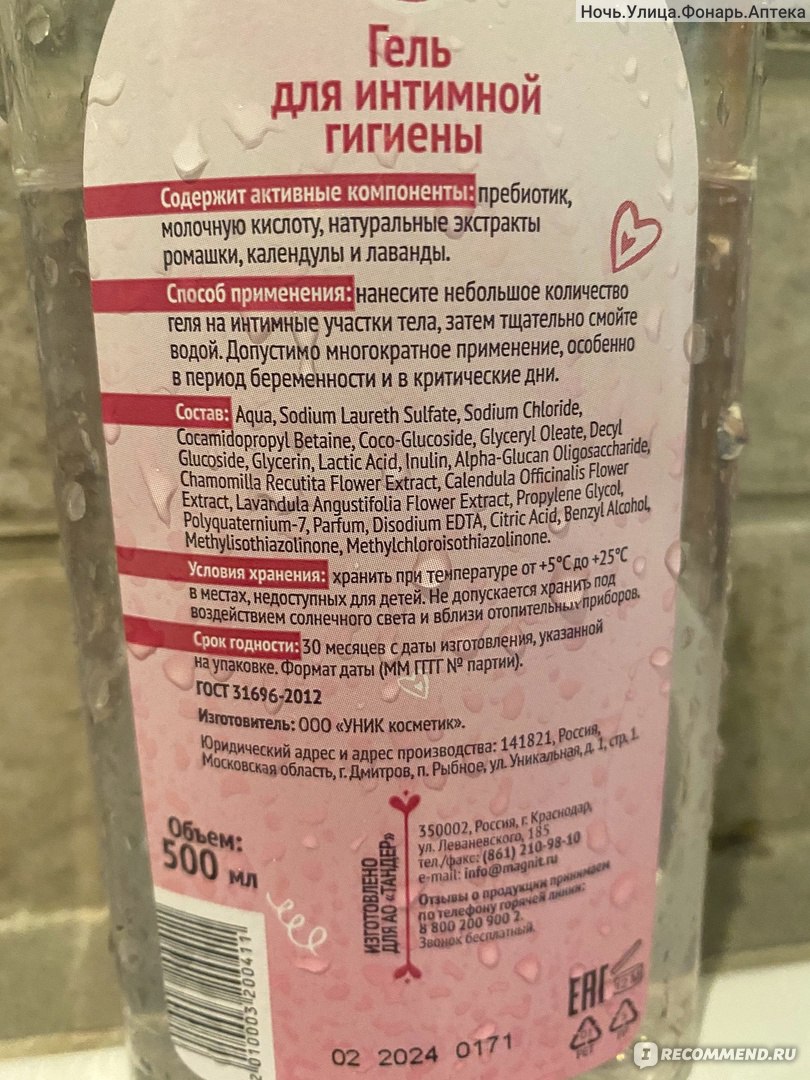 Ночь.Улица.Фонарь.Аптека
Гель
для интимной
гигиены
Содержит активные компоненты: пребиотик,
молочную кислоту, натуральные экстракты
ромашки, календулы и лаванды.
Способ применения: нанесите небольшое количество
геля на интимные участки тела, затем тщательно смойте
водой. Допустимо многократное применение, особенно
в период беременности и в критические дни.
Состав: Aqua, Sodium Laureth Sulfate, Sodium Chloride,
Cocamidopropyl Betaine, Coco-Glucoside, Glyceryl Oleate, Decyl
Glucoside, Glycerin, Lactic Acid, Inulin, Alpha-Glucan Oligosaccharide,
Chamomilla Recutita Flower Extract, Calendula Officinalis Flower
Extract, Lavandula Angustifolia Flower Extract, Propylene Glycol,
Polyquaternium-7, Parfum, Disodium EDTA, Citric Acid, Benzyl Alcohol,
Methylisothiazolinone, Methylchloroisothiazolinone.
Условия хранения: хранить при температуре от +5°C до +25°C
в местах, недоступных для детей. Не допускается хранить под
воздействием солнечного света и вблизи отопительных приборов.
Срок годности: 30 месяцев с даты изготовления, указанной
на упаковке. Формат даты (ММ ГГГГ № партии).
ГОСТ 31696-2012
Изготовитель: ООО «УНИК косметик».
Юридический адрес и адрес производства: 141821, Россия,
Московская область, г. Дмитров, п. Рыбное, ул. Уникальная, д. 1, стр. 1.
Объем:
500 мл
ИЗГОТОВЛЕНО
ДЛЯ АО «ТАНДЕР»
350002, Россия, г. Краснодар,
ул. Леваневского, 185
тел./факс: (861) 210-98-10
e-mail: info@magnit.ru
Отзывы о продукции принимаем
по телефону горячей линии:
8 800 200 900 2.
Звонок бесплатный.
2010003200411
EAC
12 M
02 2024 0171
IRECOMMEND.RU